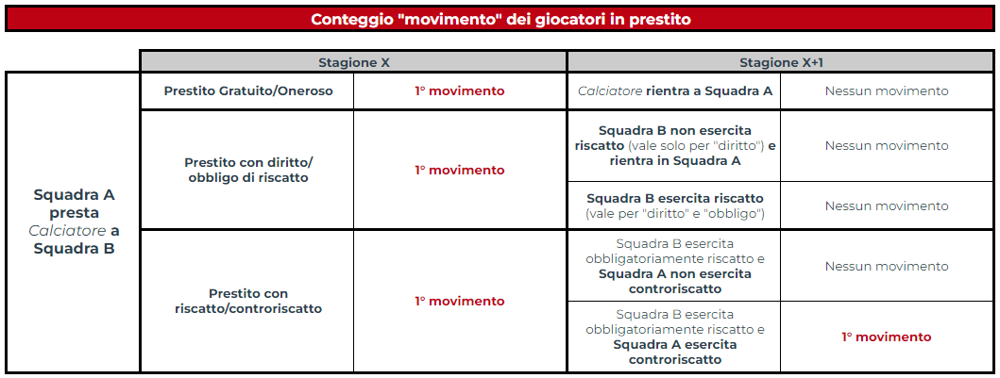 Conteggio "movimento" dei giocatori in prestito
Stagione X
Stagione X+1
Squadra A
presta
Calciatore a
Squadra B
Prestito Gratuito/Oneroso
1° movimento
Calciatore rientra a Squadra A
Nessun movimento
Prestito con diritto/
obbligo di riscatto
1° movimento
Squadra B non esercita
riscatto (vale solo per "diritto") e
rientra in Squadra A
Nessun movimento
Squadra B esercita riscatto
(vale per "diritto" e "obbligo")
Nessun movimento
Prestito con
riscatto/controriscatto
1° movimento
Squadra B esercita
obbligatoriamente riscatto e
Squadra A non esercita
controriscatto
Nessun movimento
Squadra B esercita
obbligatoriamente riscatto e
Squadra A esercita
controriscatto
1° movimento